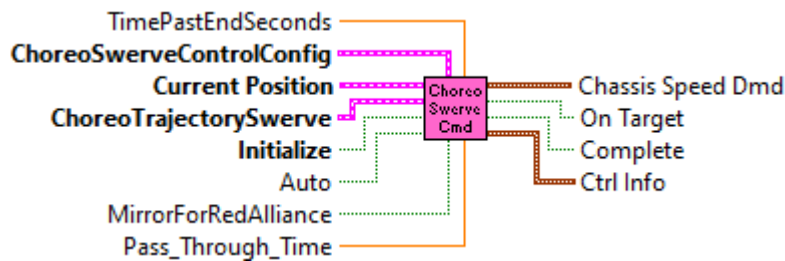 TimePastEndSeconds
ChoreoSwerveControlConfig
Current Position
ChoreoTrajectorySwerve
Initialize
Auto
MirrorForRedAlliance
Pass_Through_Time
Choreo
Swerve
Cmd
Chassis Speed Dmd
On Target
Complete
Ctrl Info